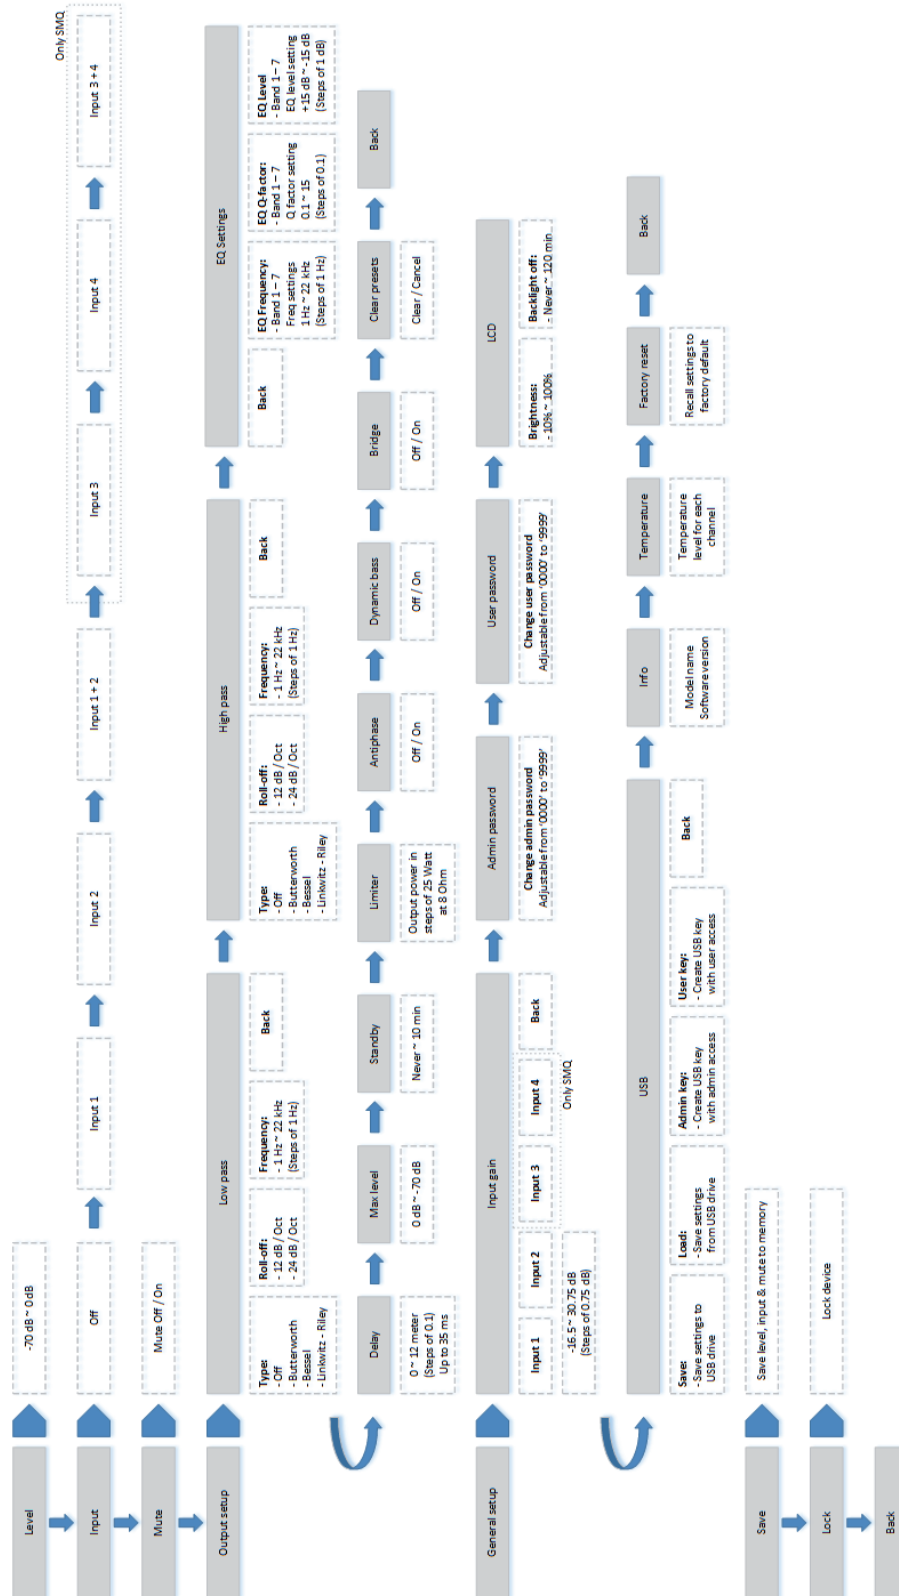 Level
-70 dB ~ 0 dB
Only SMQ
Input
Off
Input 1
Input 2
Input 1 + 2
Input 3
Input 4
Input 3 + 4
Mute
Mute Off / On
Output setup
Low pass
High pass
EQ Settings
Type:
- Off
- Butterworth
- Bessel
- Linkwitz - Riley
Roll-off:
- 12 dB / Oct
- 24 dB / Oct
Frequency:
- 1 Hz ~ 22 kHz
(Steps of 1 Hz)
Back
Type:
- Off
- Butterworth
- Bessel
- Linkwitz - Riley
Roll-off:
- 12 dB / Oct
- 24 dB / Oct
Frequency:
- 1 Hz ~ 22 kHz
(Steps of 1 Hz)
Back
Back
EQ Frequency:
- Band 1 – 7
Freq settings
1 Hz ~ 22 kHz
(Steps of 1 Hz)
EQ Q-factor:
- Band 1 – 7
Q factor setting
0.1 ~ 15
(Steps of 0.1)
EQ Level
- Band 1 – 7
EQ level setting
+15 dB ~ -15 dB
(Steps of 1 dB)
Delay
Max level
Standby
Limiter
Antiphase
Dynamic bass
Bridge
Clear presets
Back
0 ~ 12 meter
(Steps of 0.1)
Up to 35 ms
0 dB ~ -70 dB
Never ~ 10 min
Output power in
steps of 25 Watt
at 8 Ohm
Off / On
Off / On
Off / On
Clear / Cancel
General setup
Input gain
Admin password
User password
LCD
Input 1
Input 2
Input 3
Input 4
Back
Change admin password
Adjustable from '0000' to '9999'
Change user password
Adjustable from '0000' to '9999'
Brightness:
- 10% ~ 100%
Backlight off:
- Never ~ 120 min
-16.5 ~ 30.75 dB
(Steps of 0.75 dB)
Only SMQ
USB
Info
Temperature
Factory reset
Back
Save:
- Save settings to
USB drive
Load:
- Save settings
from USB drive
Admin key:
- Create USB key
with admin access
User key:
- Create USB key
with user access
Back
Model name
Software version
Temperature
level for each
channel
Recall settings to
factory default
Save
Save level, input & mute to memory
Lock
Lock device
Back